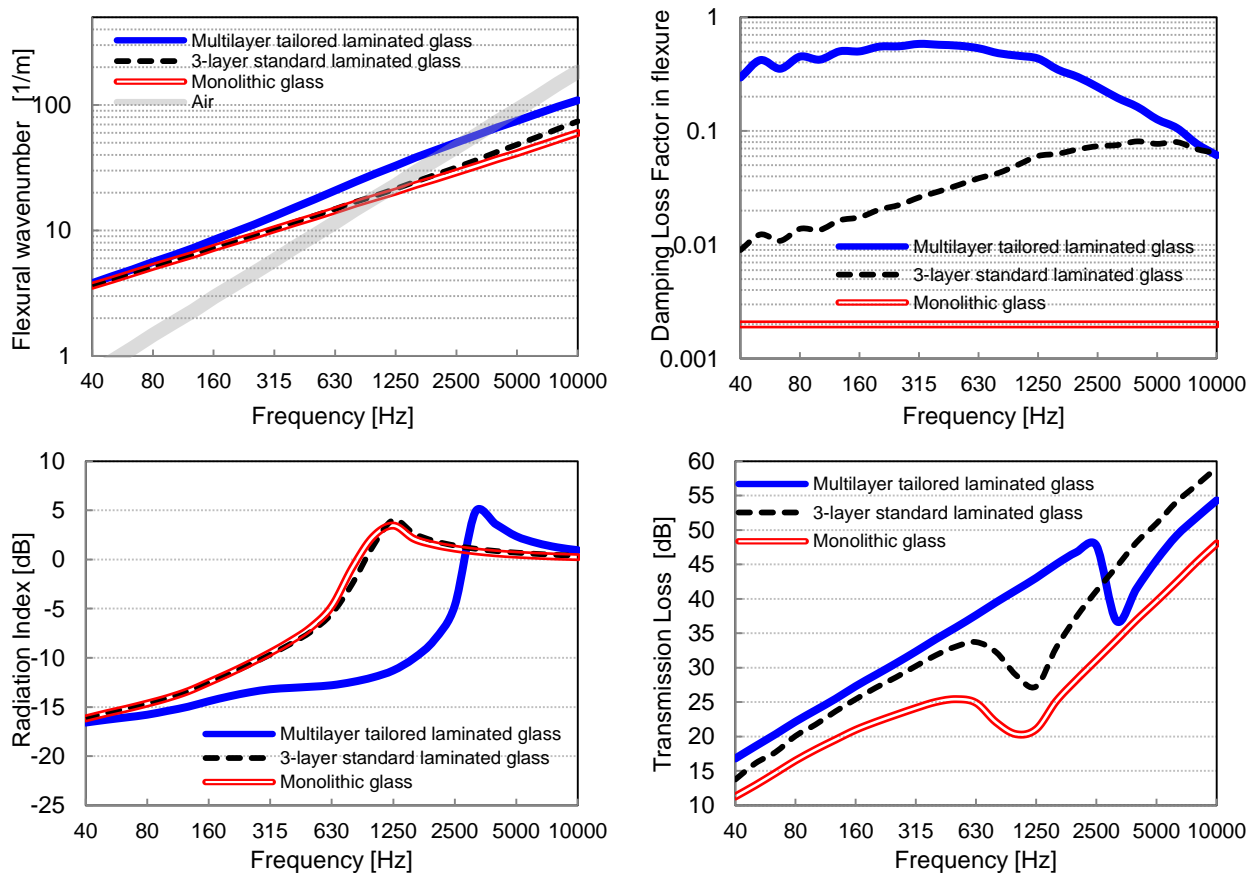 Flexural wavenumber [1/m]
100
10
1
Multilayer tailored laminated glass
3-layer standard laminated glass
Monolithic glass
Air
40 80 160 315 630 1250 2500 5000 10000
Frequency [Hz]
Damping Loss Factor in flexure
1
0.1
0.01
0.001
Multilayer tailored laminated glass
3-layer standard laminated glass
Monolithic glass
40 80 160 315 630 1250 2500 5000 10000
Frequency [Hz]
Radiation Index [dB]
10
5
0
-5
-10
-15
-20
-25
Multilayer tailored laminated glass
3-layer standard laminated glass
Monolithic glass
40 80 160 315 630 1250 2500 5000 10000
Frequency [Hz]
Transmission Loss [dB]
60
55
50
45
40
35
30
25
20
15
10
Multilayer tailored laminated glass
3-layer standard laminated glass
Monolithic glass
40 80 160 315 630 1250 2500 5000 10000
Frequency [Hz]